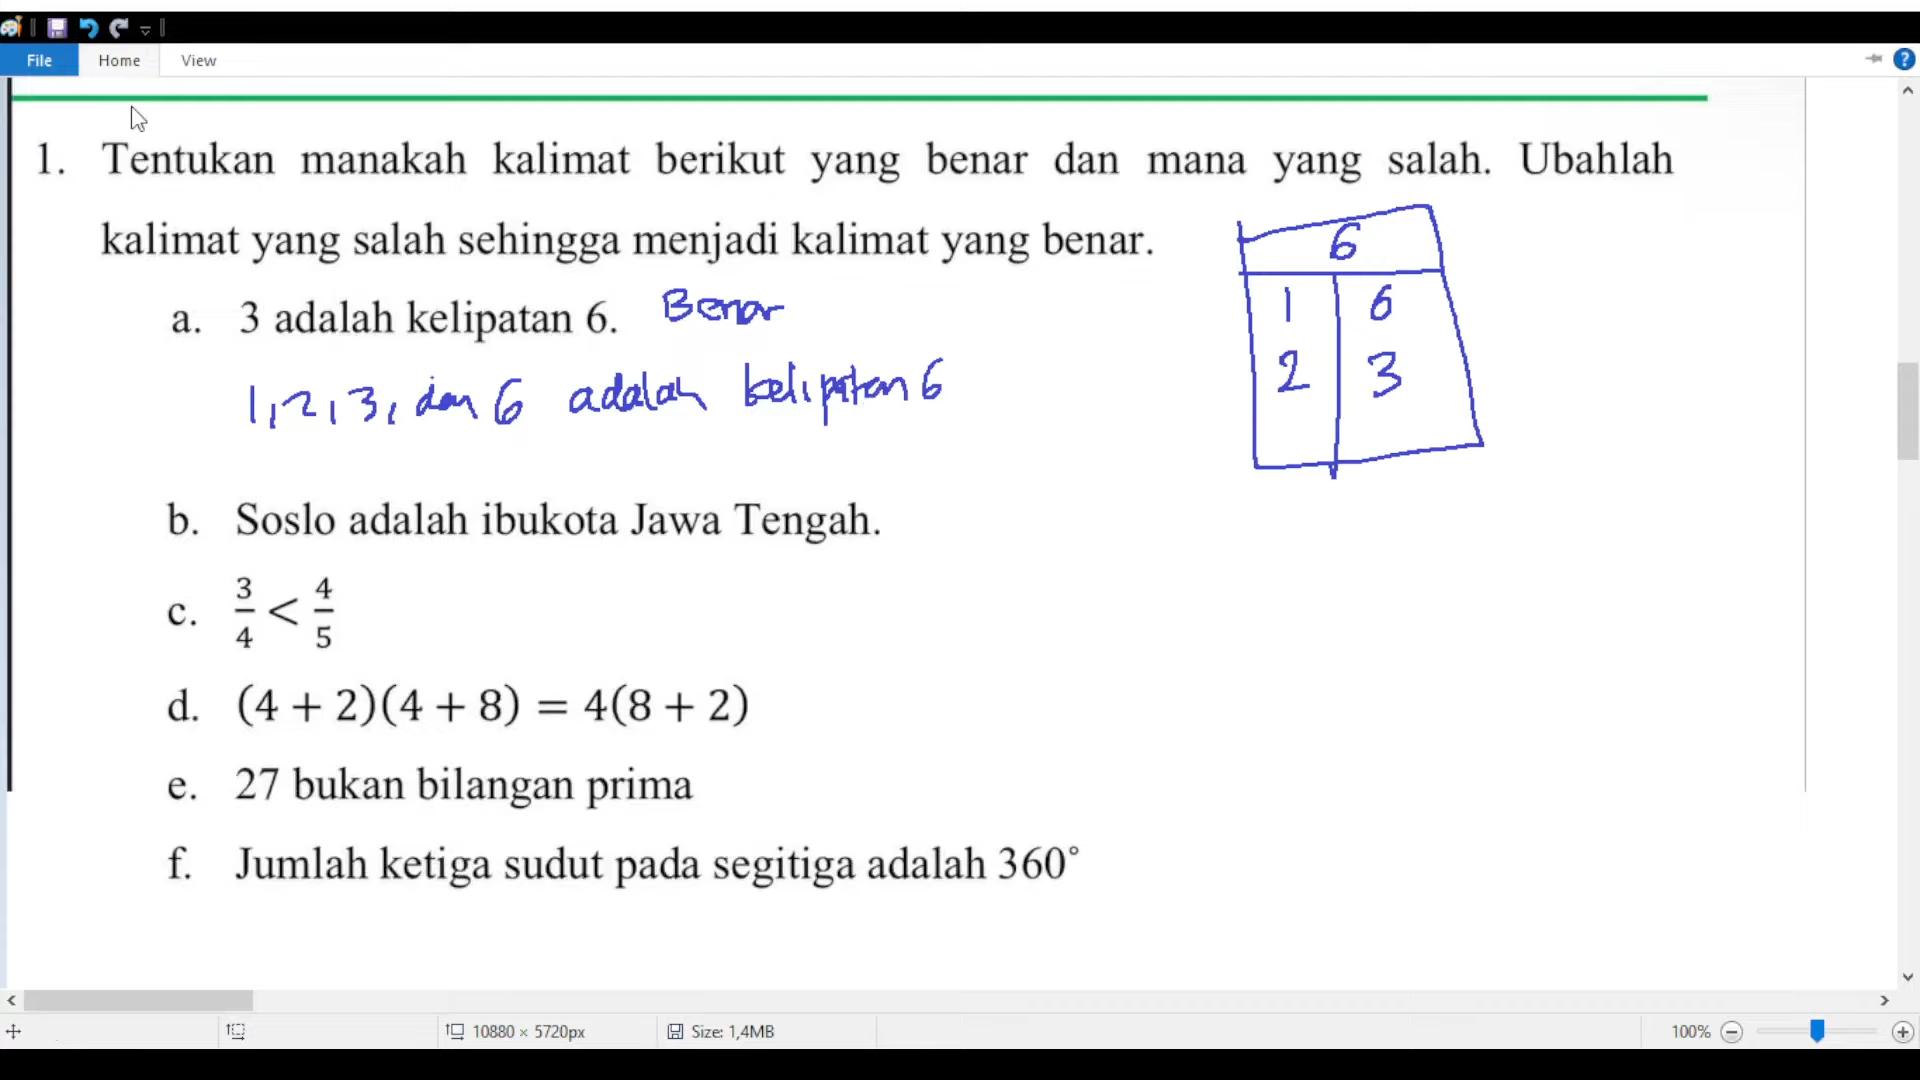 File Home View
1. Tentukan manakah kalimat berikut yang benar dan mana yang salah. Ubahlah
kalimat yang salah sehingga menjadi kalimat yang benar.
a. 3 adalah kelipatan 6. Benar
1, 2, 3, dan 6 adalah kelipatan 6
6
1 6
2 3
b. Soslo adalah ibukota Jawa Tengah.
c. 3/4 < 4/5
d. (4 + 2)(4 + 8) = 4(8 + 2)
e. 27 bukan bilangan prima
f. Jumlah ketiga sudut pada segitiga adalah 360°
10880 × 5720px Size: 1,4MB 100%